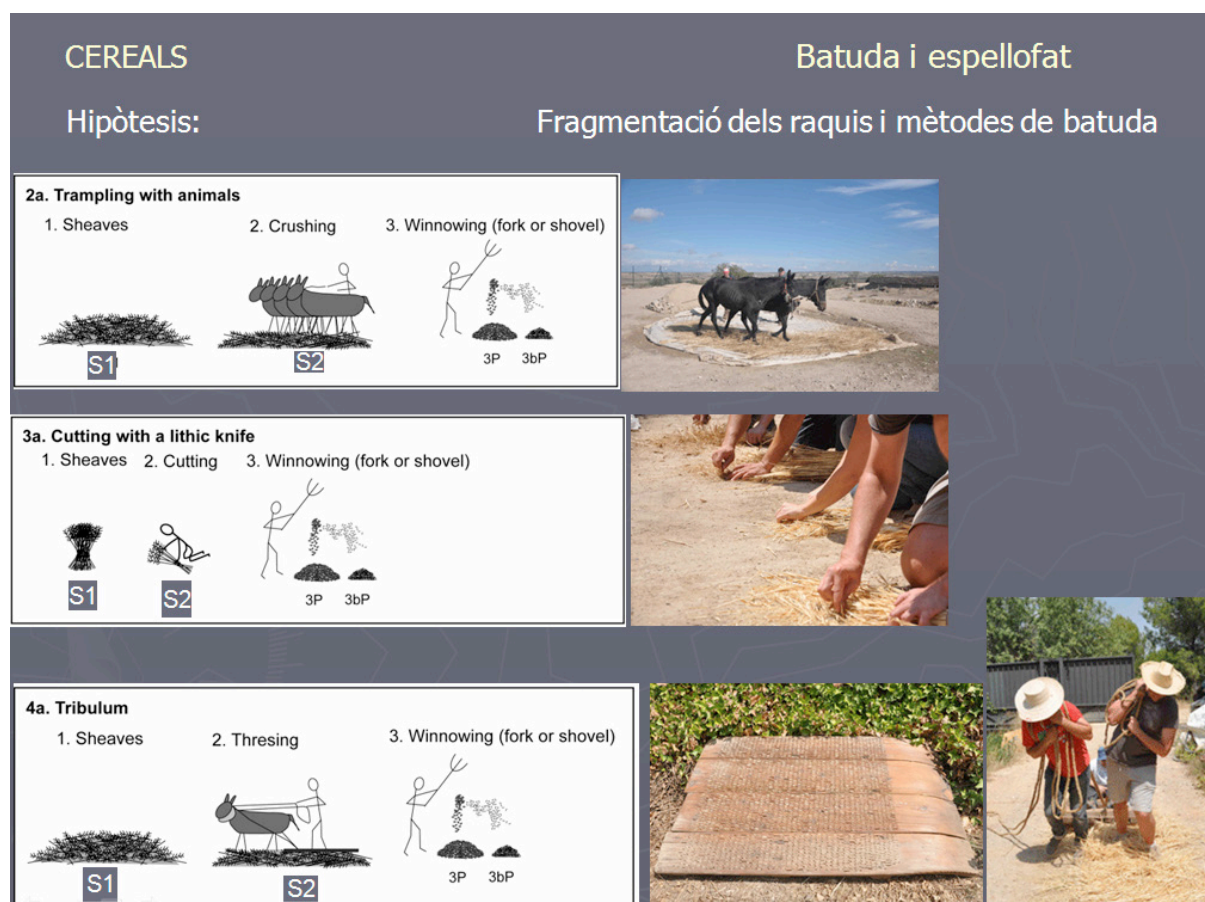 CEREALS
Batuda i espellofat
Hipòtesis:
Fragmentació dels raquis i mètodes de batuda
2a. Trampling with animals
1. Sheaves
2. Crushing
3. Winnowing (fork or shovel)
S1
S2
3P
3bP
3a. Cutting with a lithic knife
1. Sheaves
2. Cutting
3. Winnowing (fork or shovel)
S1
S2
3P
3bP
4a. Tribulum
1. Sheaves
2. Thresing
3. Winnowing (fork or shovel)
S1
S2
3P
3bP